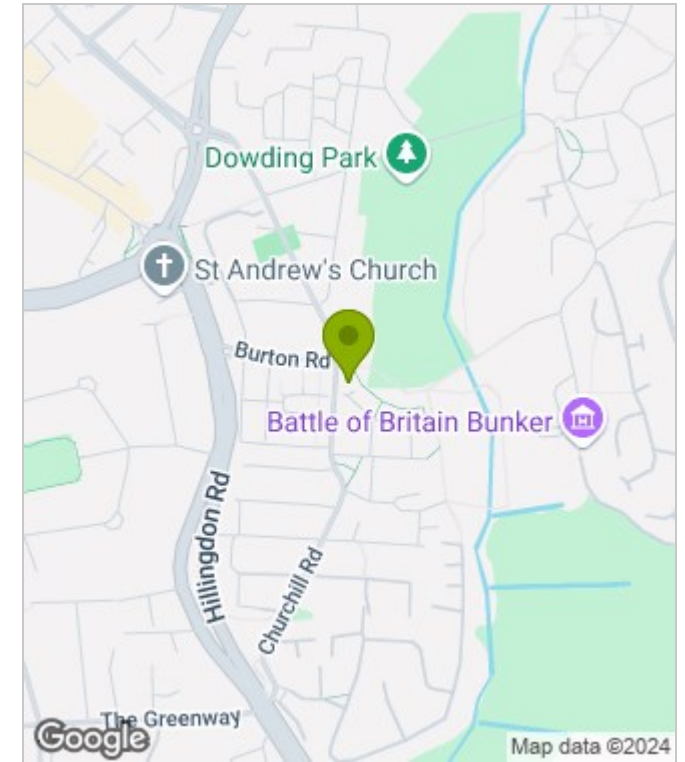 Dowding Park
St Andrew's Church
Burton Rd
Battle of Britain Bunker
Hillingdon Rd
Churchill Rd
The Greenway
Google
Map data ©2024